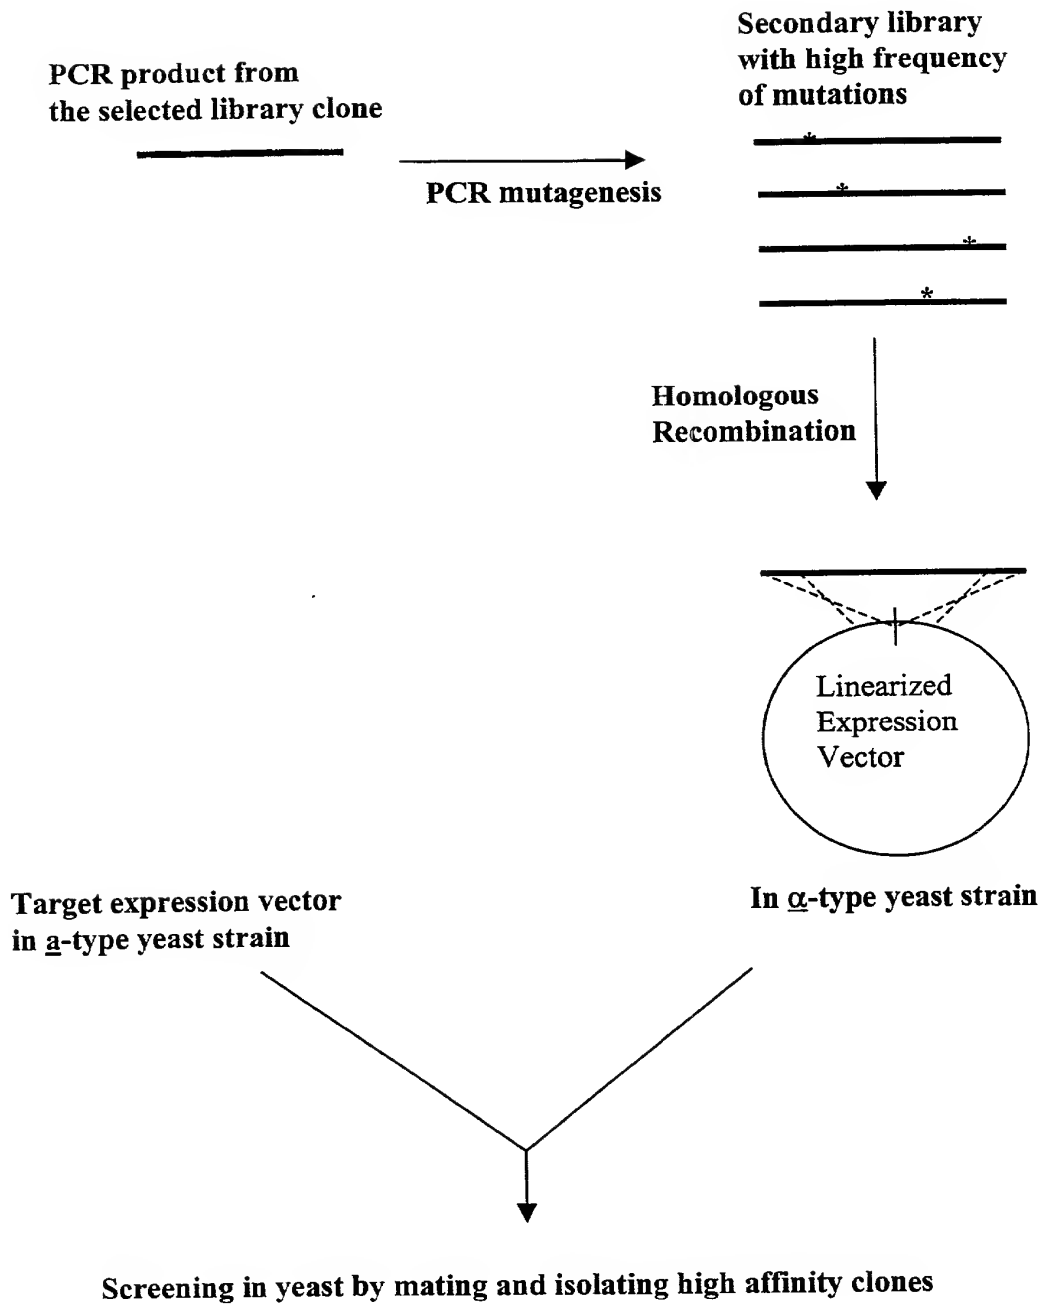 PCR product from
the selected library clone
PCR mutagenesis
Secondary library
with high frequency
of mutations
*
*
*
*
Homologous
Recombination
Linearized
Expression
Vector
In α-type yeast strain
Target expression vector
in a-type yeast strain
Screening in yeast by mating and isolating high affinity clones